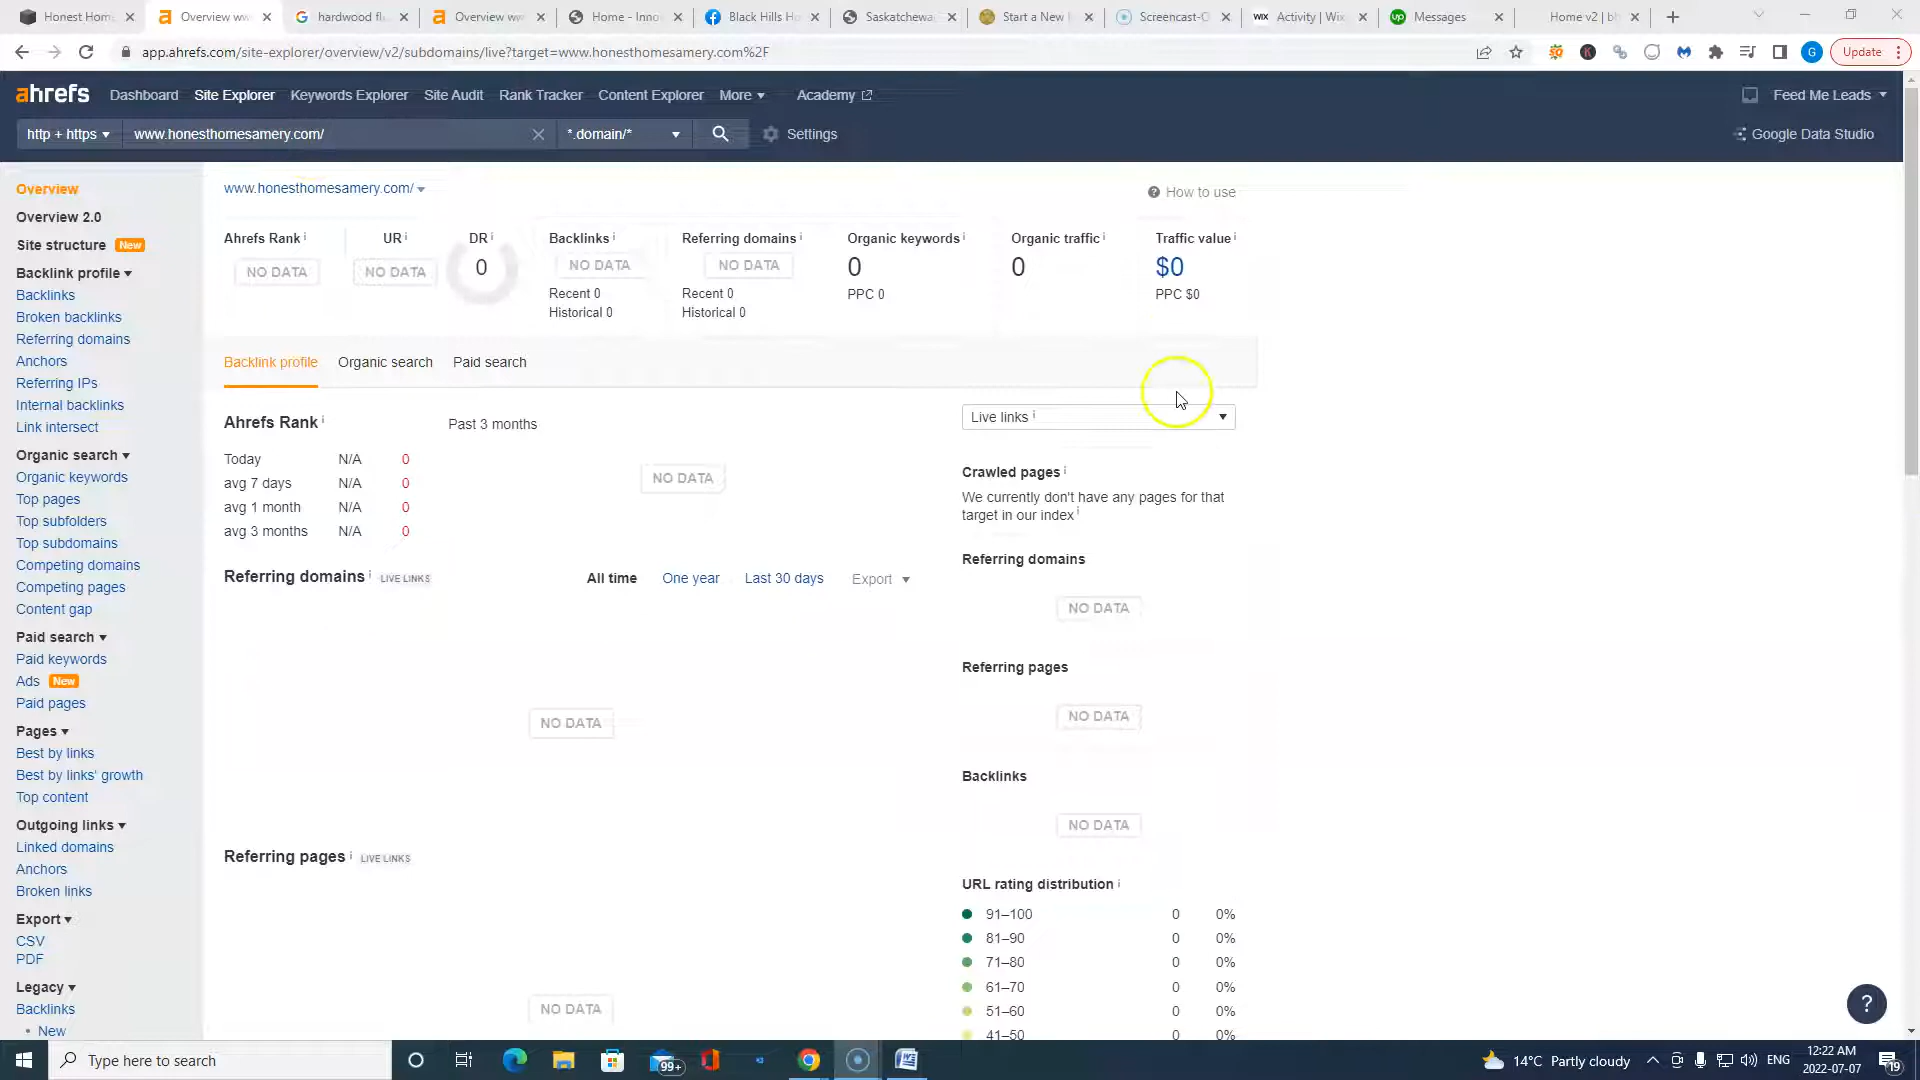 Honest Hom
Overview ww
hardwood fl
Overview ww
Home - Inno
Black Hills Ho
Saskatchewa
Start a New
Screencast-O
WIX Activity | Wix
up Messages
Home v2 | bh
app.ahrefs.com/site-explorer/overview/v2/subdomains/live?target=www.honesthomesamery.com%2F
G
Update
ahrefs Dashboard Site Explorer Keywords Explorer Site Audit Rank Tracker Content Explorer More Academy Feed Me Leads
http + https www.honesthomesamery.com/ *.domain/* Settings Google Data Studio
Overview
Overview 2.0
Site structure New
Backlink profile
Backlinks
Broken backlinks
Referring domains
Anchors
Referring IPs
Internal backlinks
Link intersect
Organic search
Organic keywords
Top pages
Top subfolders
Top subdomains
Competing domains
Competing pages
Content gap
Paid search
Paid keywords
Ads New
Paid pages
Pages
Best by links
Best by links' growth
Top content
Outgoing links
Linked domains
Anchors
Broken links
Export
CSV
PDF
Legacy
Backlinks
• New
www.honesthomesamery.com/
How to use
Ahrefs Rank UR DR Backlinks Referring domains Organic keywords Organic traffic Traffic value
NO DATA NO DATA 0 NO DATA NO DATA 0 0 $0
Recent 0 Recent 0 PPC 0 PPC $0
Historical 0 Historical 0
Backlink profile Organic search Paid search
Ahrefs Rank Past 3 months
Today N/A 0
avg 7 days N/A 0
avg 1 month N/A 0
avg 3 months N/A 0
NO DATA
Referring domains LIVE LINKS All time One year Last 30 days Export
NO DATA
Referring pages LIVE LINKS
NO DATA
Live links
Crawled pages
We currently don't have any pages for that
target in our index
Referring domains
NO DATA
Referring pages
NO DATA
Backlinks
NO DATA
URL rating distribution
91–100 0 0%
81–90 0 0%
71–80 0 0%
61–70 0 0%
51–60 0 0%
41–50 0 0%
?
Type here to search
99+
14°C Partly cloudy
ENG
12:22 AM
2022-07-07
19